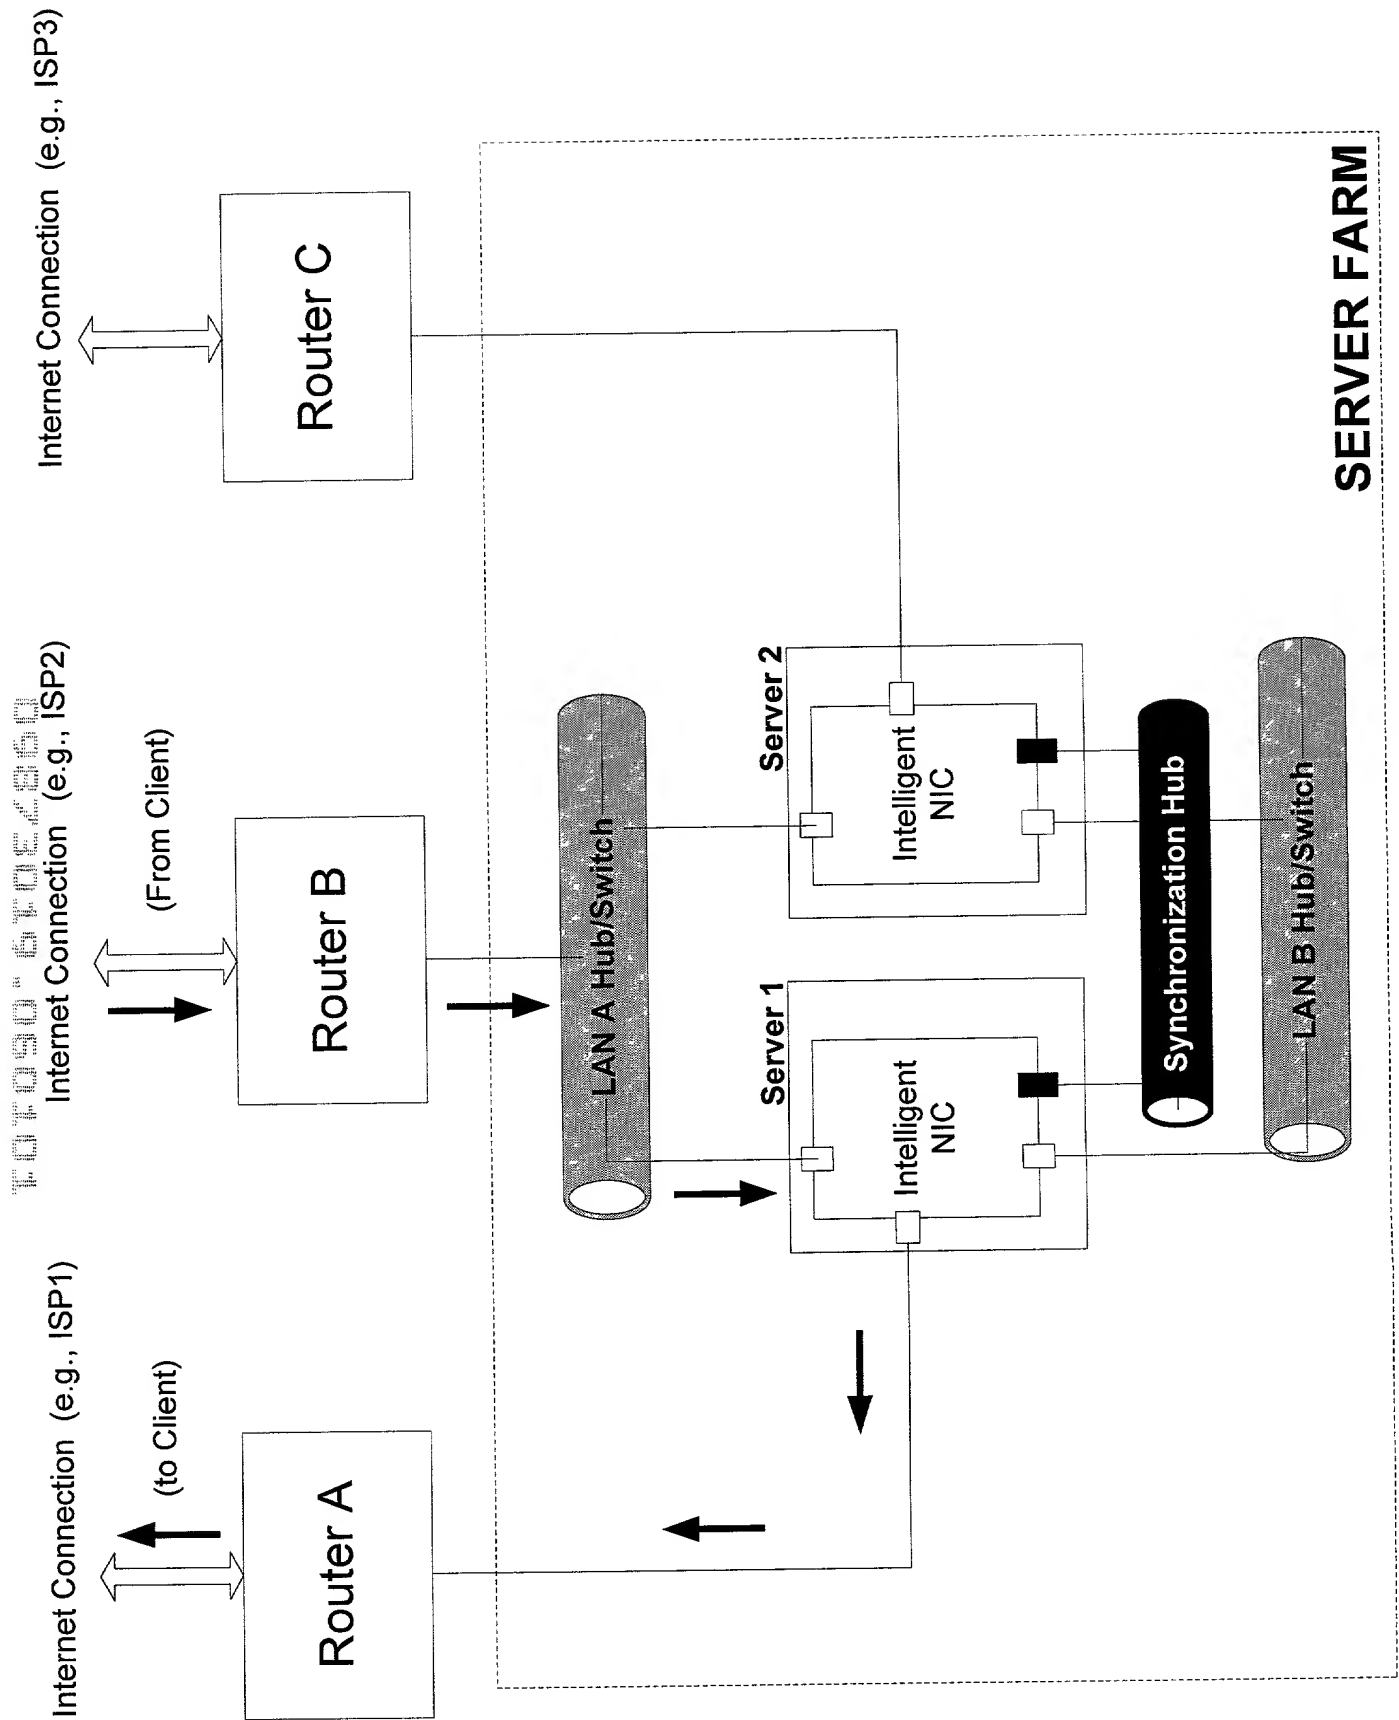 Internet Connection (e.g., ISP1)
(to Client)
Router A
Internet Connection (e.g., ISP2)
(From Client)
Router B
Internet Connection (e.g., ISP3)
Router C
LAN A Hub/Switch
Server 1
Intelligent
NIC
Server 2
Intelligent
NIC
Synchronization Hub
LAN B Hub/Switch
SERVER FARM